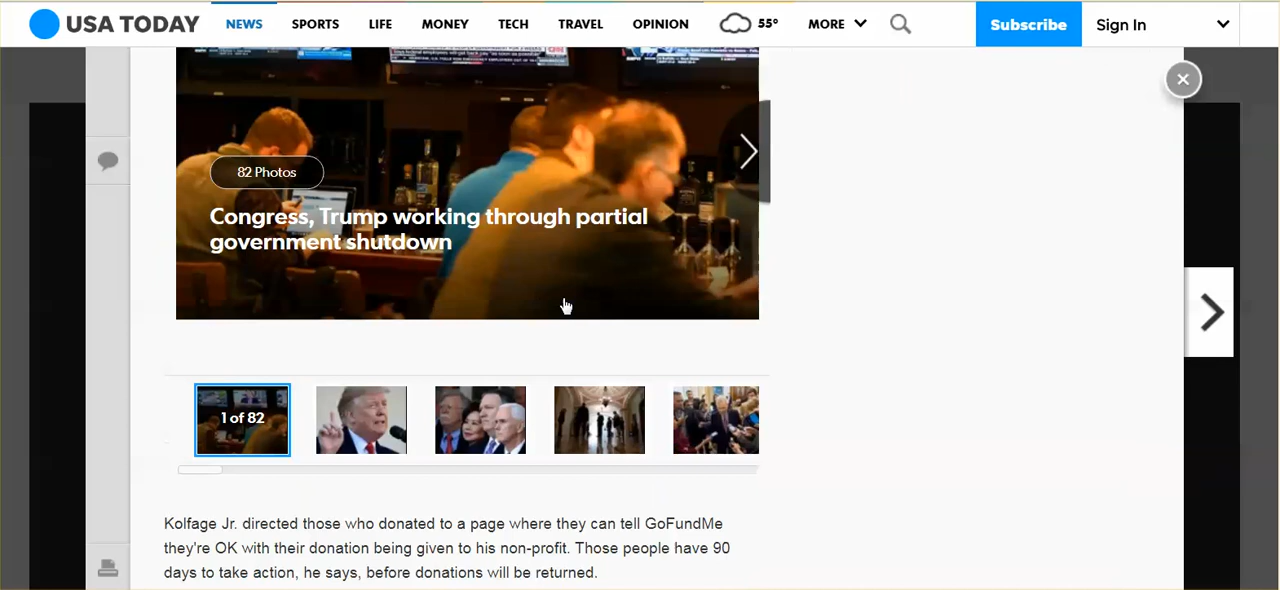 USA TODAY
NEWS SPORTS LIFE MONEY TECH TRAVEL OPINION 55° MORE Subscribe Sign In
82 Photos
Congress, Trump working through partial
government shutdown
1 of 82
Kolfage Jr. directed those who donated to a page where they can tell GoFundMe
they're OK with their donation being given to his non-profit. Those people have 90
days to take action, he says, before donations will be returned.